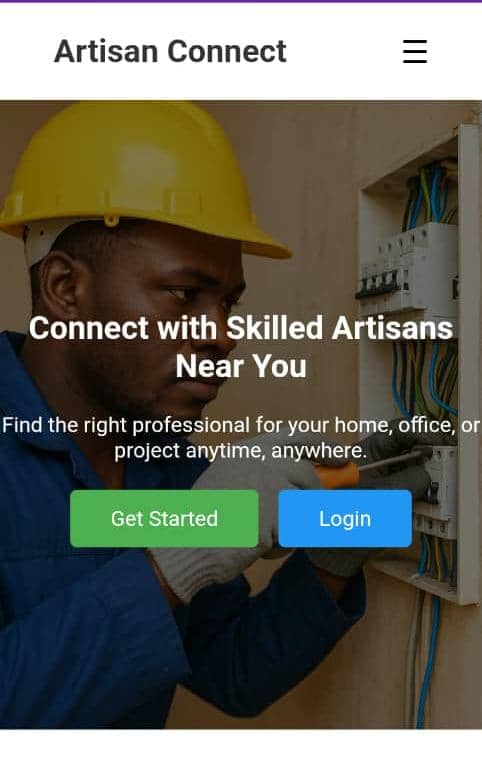 Artisan Connect
Connect with Skilled Artisans
Near You
Find the right professional for your home, office, or
project anytime, anywhere.
Get Started
Login